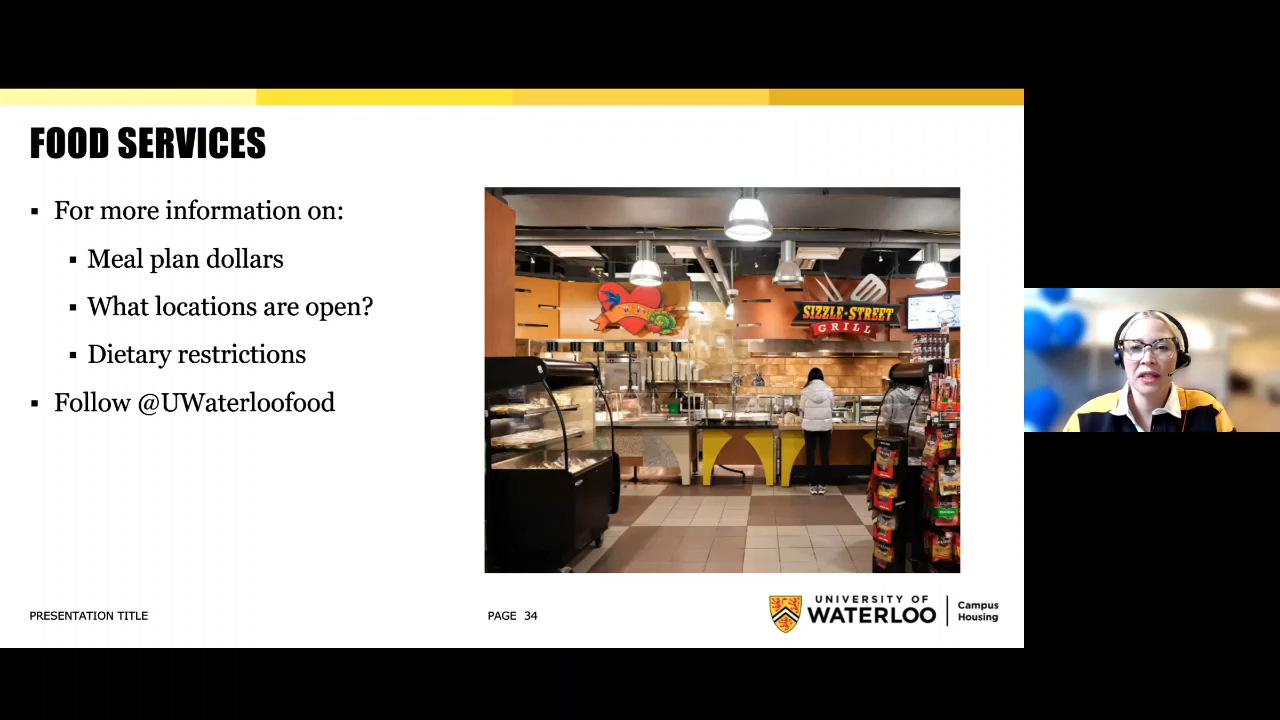 FOOD SERVICES
▪ For more information on:
▪ Meal plan dollars
▪ What locations are open?
▪ Dietary restrictions
▪ Follow @UWaterloofood
SIZZLE-STREET
GRILL
PRESENTATION TITLE
PAGE 34
UNIVERSITY OF
WATERLOO
Campus
Housing